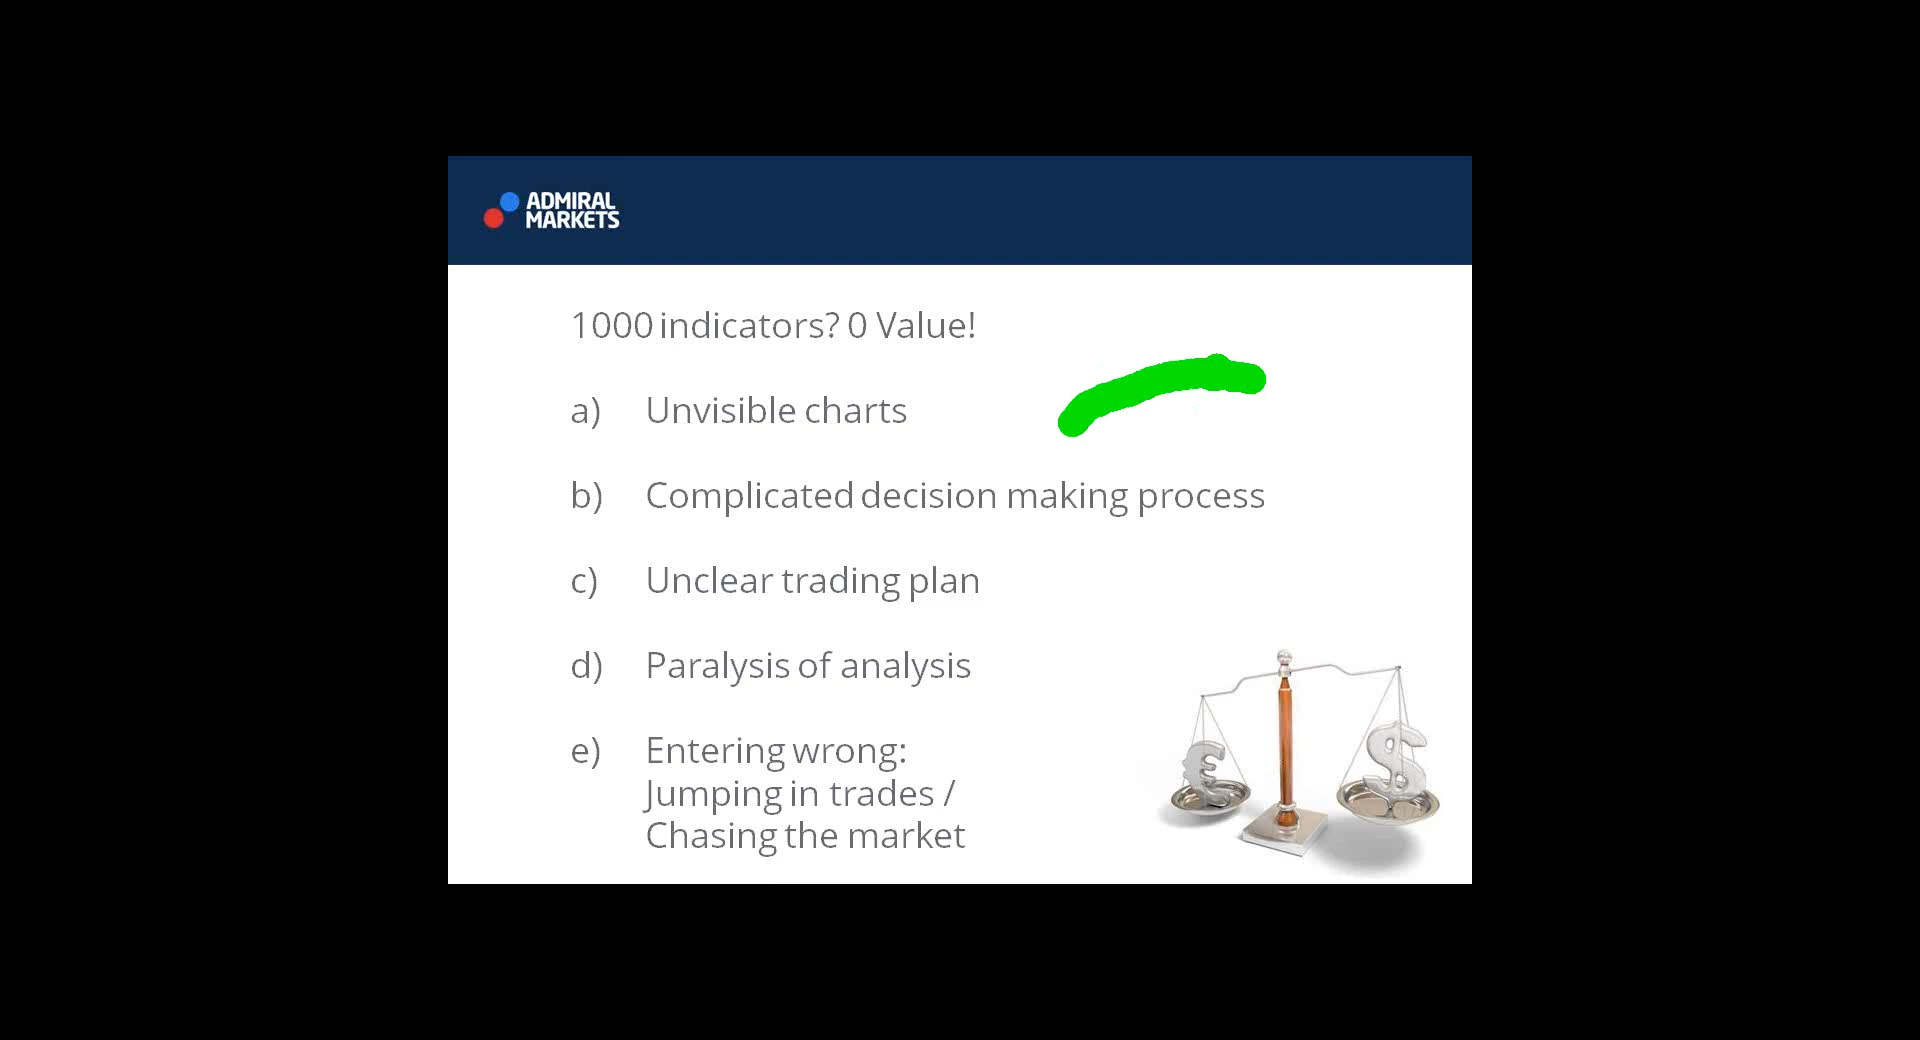 ADMIRAL
MARKETS
1000 indicators? 0 Value!
a) Unvisible charts
b) Complicated decision making process
c) Unclear trading plan
d) Paralysis of analysis
e) Entering wrong:
Jumping in trades /
Chasing the market
€ $